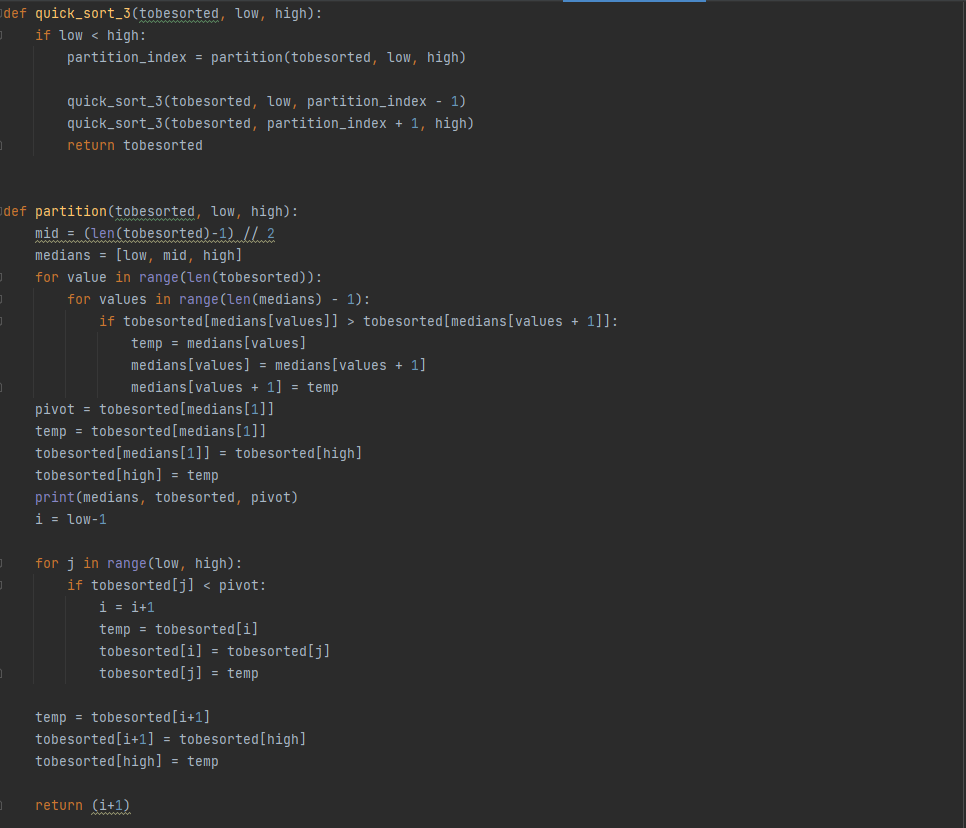 def quick_sort_3(tobesorted, low, high):
    if low < high:
        partition_index = partition(tobesorted, low, high)
        quick_sort_3(tobesorted, low, partition_index - 1)
        quick_sort_3(tobesorted, partition_index + 1, high)
        return tobesorted
def partition(tobesorted, low, high):
    mid = (len(tobesorted)-1) // 2
    medians = [low, mid, high]
    for value in range(len(tobesorted)):
        for values in range(len(medians) - 1):
            if tobesorted[medians[values]] > tobesorted[medians[values + 1]]:
                temp = medians[values]
                medians[values] = medians[values + 1]
                medians[values + 1] = temp
    pivot = tobesorted[medians[1]]
    temp = tobesorted[medians[1]]
    tobesorted[medians[1]] = tobesorted[high]
    tobesorted[high] = temp
    print(medians, tobesorted, pivot)
    i = low-1
    for j in range(low, high):
        if tobesorted[j] < pivot:
            i = i+1
            temp = tobesorted[i]
            tobesorted[i] = tobesorted[j]
            tobesorted[j] = temp
    temp = tobesorted[i+1]
    tobesorted[i+1] = tobesorted[high]
    tobesorted[high] = temp
    return (i+1)